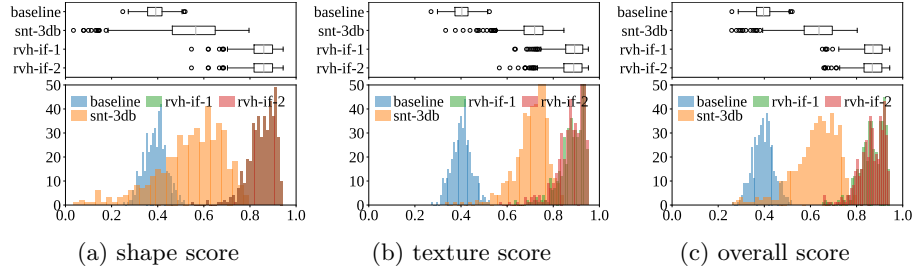 baseline
snt-3db
rvh-if-1
rvh-if-2
50
40
30
20
10
0
baseline rvh-if-1 rvh-if-2
snt-3db
0.0 0.2 0.4 0.6 0.8 1.0
(a) shape score
baseline
snt-3db
rvh-if-1
rvh-if-2
50
40
30
20
10
0
baseline rvh-if-1 rvh-if-2
snt-3db
0.0 0.2 0.4 0.6 0.8 1.0
(b) texture score
baseline
snt-3db
rvh-if-1
rvh-if-2
50
40
30
20
10
0
baseline rvh-if-1 rvh-if-2
snt-3db
0.0 0.2 0.4 0.6 0.8 1.0
(c) overall score